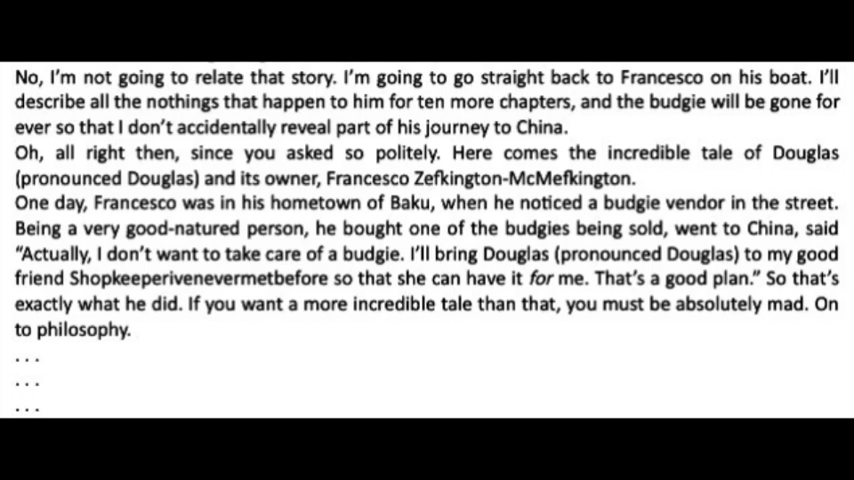 No, I'm not going to relate that story. I'm going to go straight back to Francesco on his boat. I'll
describe all the nothings that happen to him for ten more chapters, and the budgie will be gone for
ever so that I don't accidentally reveal part of his journey to China.
Oh, all right then, since you asked so politely. Here comes the incredible tale of Douglas
(pronounced Douglas) and its owner, Francesco Zefkington-McMefkington.
One day, Francesco was in his hometown of Baku, when he noticed a budgie vendor in the street.
Being a very good-natured person, he bought one of the budgies being sold, went to China, said
“Actually, I don't want to take care of a budgie. I'll bring Douglas (pronounced Douglas) to my good
friend Shopkeeperivenevermetbefore so that she can have it for me. That's a good plan.” So that's
exactly what he did. If you want a more incredible tale than that, you must be absolutely mad. On
to philosophy.
. . .
. . .
. . .